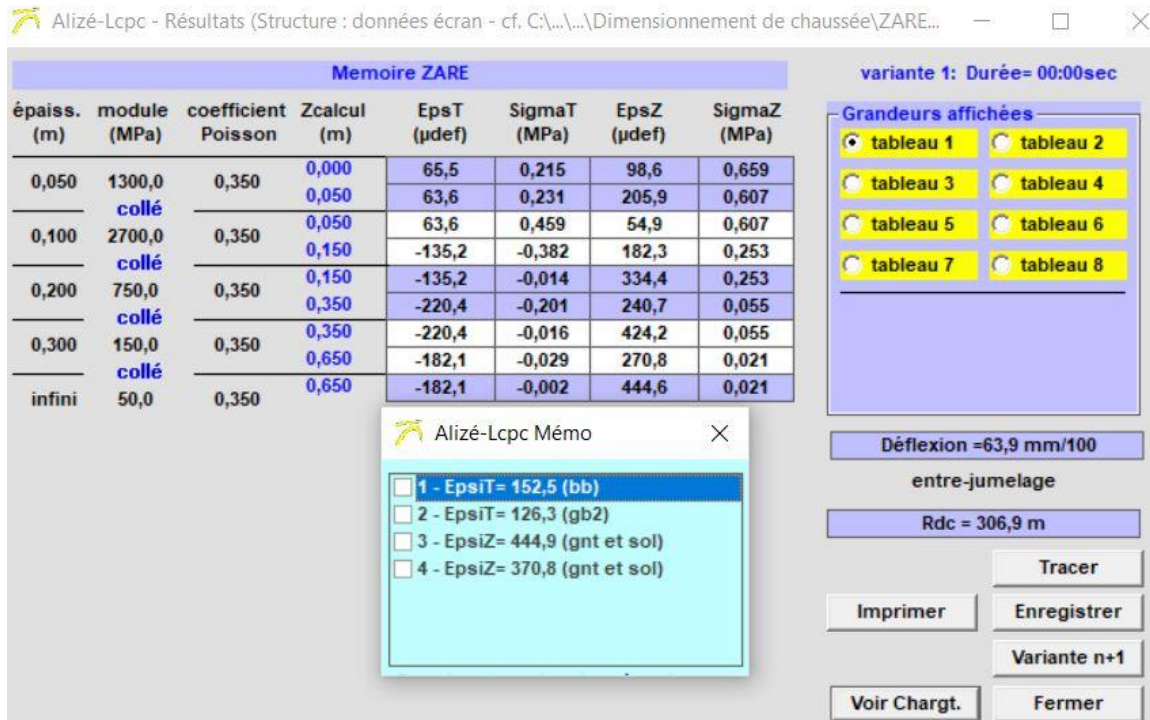 Alizé-Lcpc - Résultats (Structure : données écran - cf. C:\...\...\Dimensionnement de chaussée\ZARE...
Memoire ZARE
variante 1: Durée= 00:00sec
épaiss. module coefficient Zcalcul EpsT SigmaT EpsZ SigmaZ
(m) (MPa) Poisson (m) (µdef) (MPa) (µdef) (MPa)
0,000 65,5 0,215 98,6 0,659
0,050 1300,0 0,350
0,050 63,6 0,231 205,9 0,607
collé
0,050 63,6 0,459 54,9 0,607
0,100 2700,0 0,350
0,150 -135,2 -0,382 182,3 0,253
collé
0,150 -135,2 -0,014 334,4 0,253
0,200 750,0 0,350
0,350 -220,4 -0,201 240,7 0,055
collé
0,350 -220,4 -0,016 424,2 0,055
0,300 150,0 0,350
0,650 -182,1 -0,029 270,8 0,021
collé
0,650 -182,1 -0,002 444,6 0,021
infini 50,0 0,350
Grandeurs affichées
tableau 1 tableau 2
tableau 3 tableau 4
tableau 5 tableau 6
tableau 7 tableau 8
Alizé-Lcpc Mémo
1 - EpsiT= 152,5 (bb)
2 - EpsiT= 126,3 (gb2)
3 - EpsiZ= 444,9 (gnt et sol)
4 - EpsiZ= 370,8 (gnt et sol)
Déflexion =63,9 mm/100
entre-jumelage
Rdc = 306,9 m
Tracer
Imprimer Enregistrer
Variante n+1
Voir Chargt. Fermer